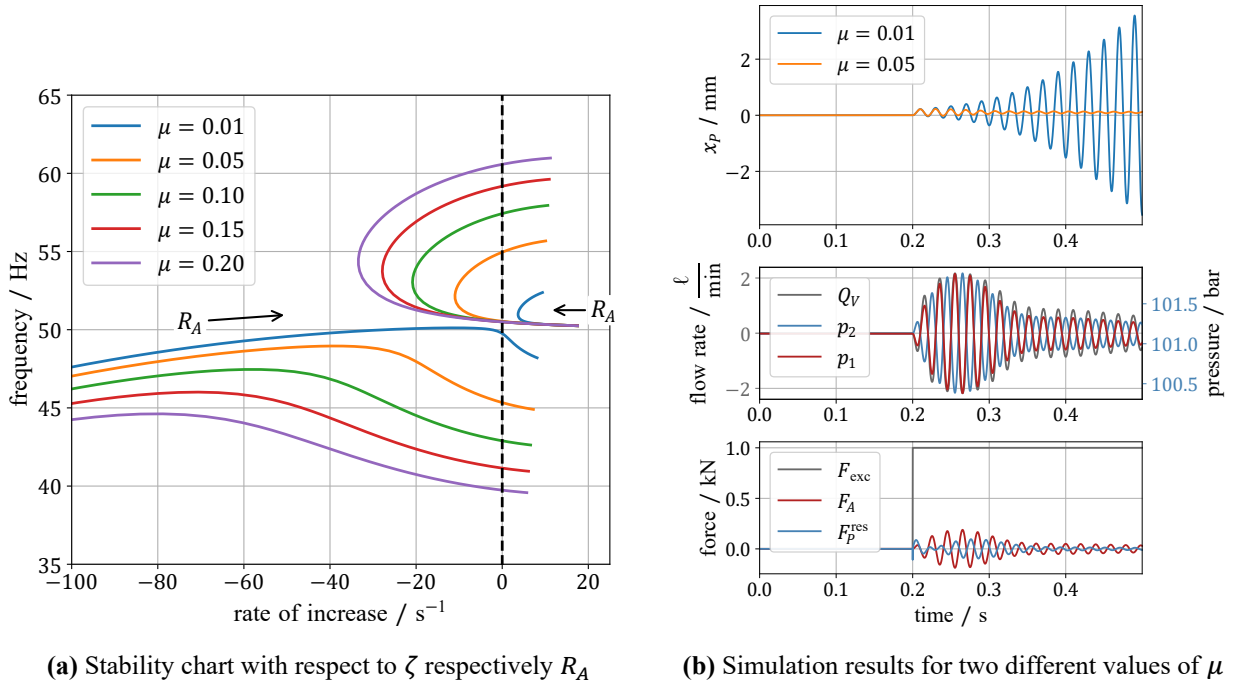 65
60
55
50
45
40
35
frequency / Hz
μ = 0.01
μ = 0.05
μ = 0.10
μ = 0.15
μ = 0.20
R_A
R_A
−100 −80 −60 −40 −20 0 20
rate of increase / s⁻¹
(a) Stability chart with respect to ζ respectively R_A
2
0
−2
x_P / mm
μ = 0.01
μ = 0.05
0.0 0.1 0.2 0.3 0.4
2
0
−2
flow rate / ℓ/min
Q_V
p_2
p_1
101.5
101.0
100.5
pressure / bar
0.0 0.1 0.2 0.3 0.4
1.0
0.5
0.0
force / kN
F_exc
F_A
F_P^res
0.0 0.1 0.2 0.3 0.4
time / s
(b) Simulation results for two different values of μ